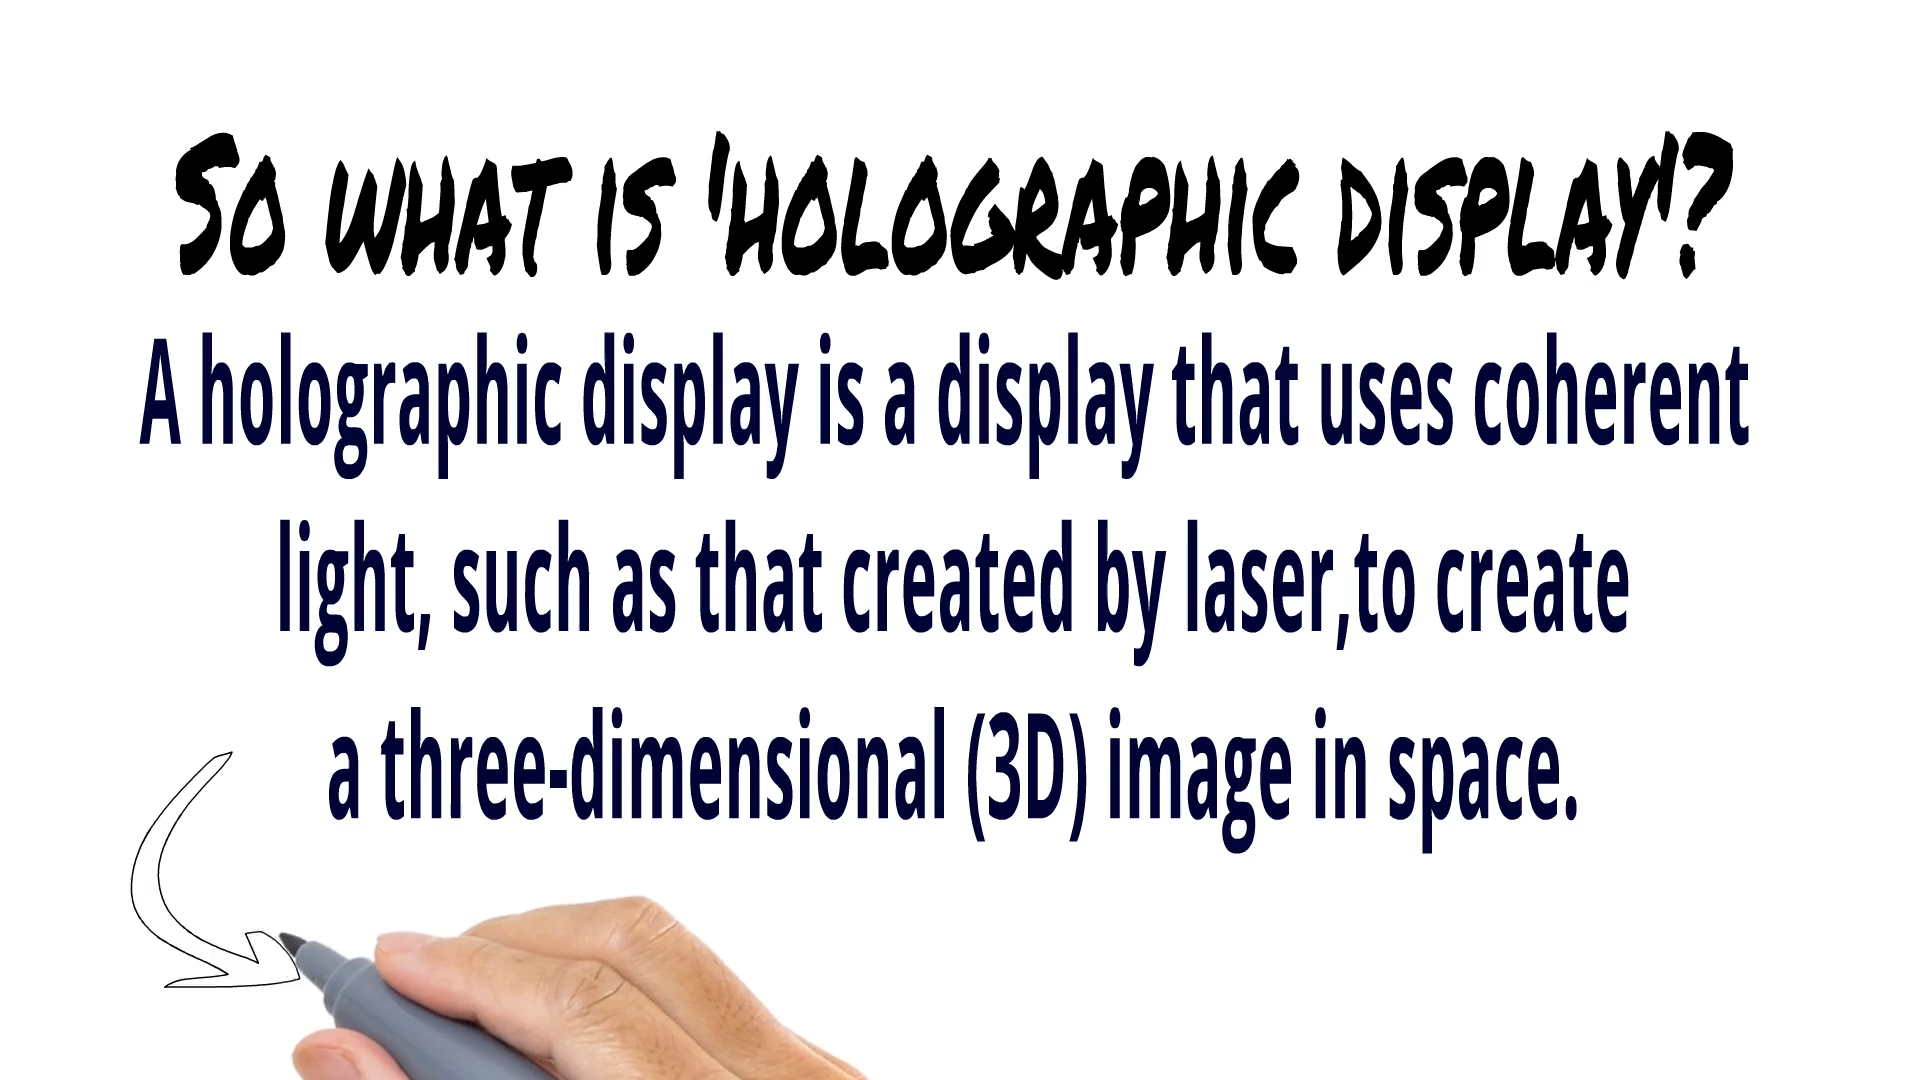 So what is 'holographic display'?
A holographic display is a display that uses coherent
light, such as that created by laser,to create
a three-dimensional (3D) image in space.